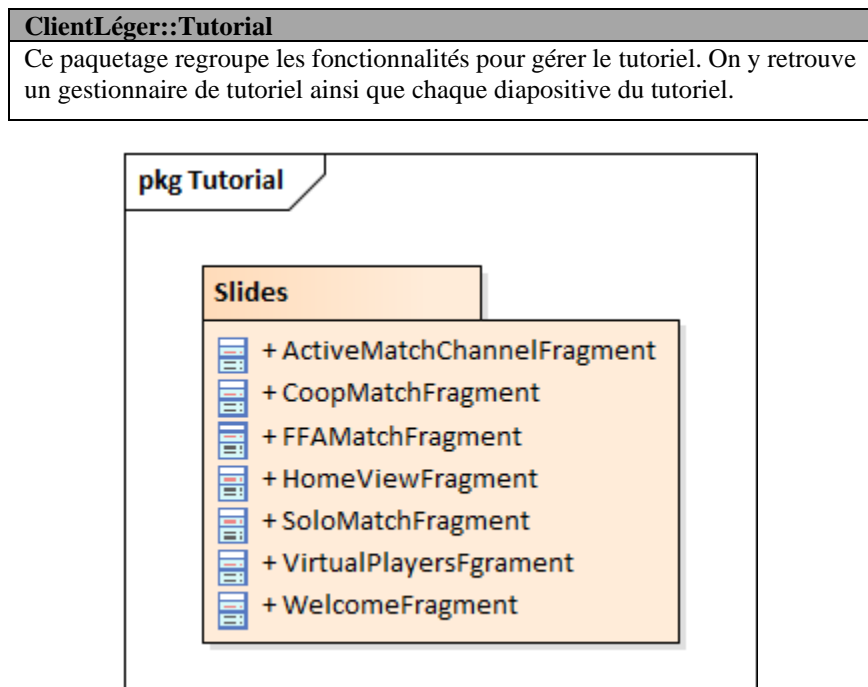 ClientLéger::Tutorial
Ce paquetage regroupe les fonctionnalités pour gérer le tutoriel. On y retrouve
un gestionnaire de tutoriel ainsi que chaque diapositive du tutoriel.
pkg Tutorial
Slides
+ ActiveMatchChannelFragment
+ CoopMatchFragment
+ FFAMatchFragment
+ HomeViewFragment
+ SoloMatchFragment
+ VirtualPlayersFgrament
+ WelcomeFragment